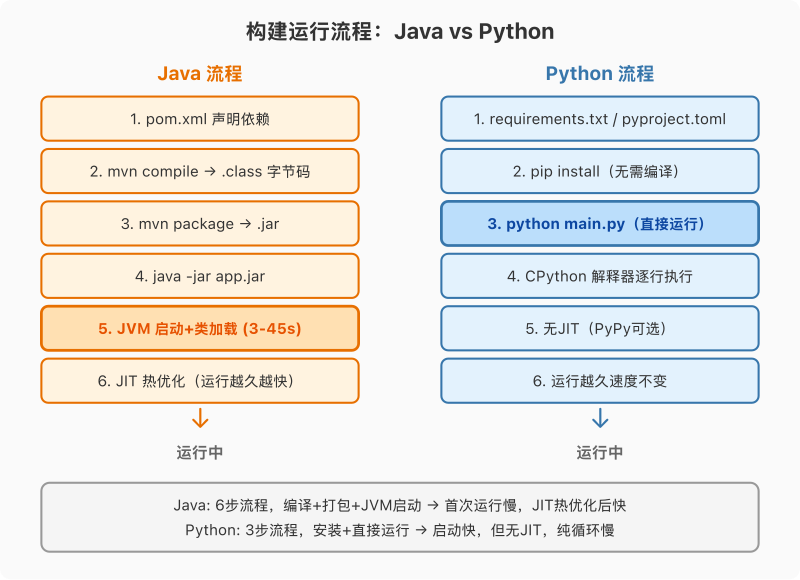 构建运行流程：Java vs Python
Java 流程
1. pom.xml 声明依赖
2. mvn compile → .class 字节码
3. mvn package → .jar
4. java -jar app.jar
5. JVM 启动+类加载 (3-45s)
6. JIT 热优化（运行越久越快）
运行中
Python 流程
1. requirements.txt / pyproject.toml
2. pip install（无需编译）
3. python main.py（直接运行）
4. CPython 解释器逐行执行
5. 无JIT（PyPy可选）
6. 运行越久速度不变
运行中
Java: 6步流程，编译+打包+JVM启动 → 首次运行慢，JIT热优化后快
Python: 3步流程，安装+直接运行 → 启动快，但无JIT，纯循环慢